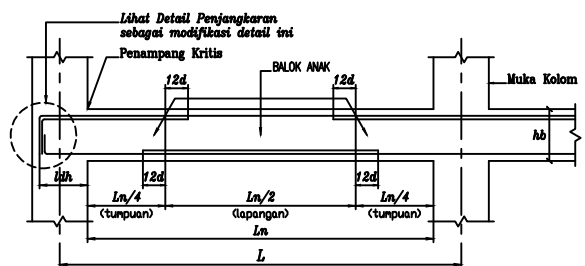 Lihat Detail Penjangkaran
sebagai modifikasi detail ini
Penampang Kritis
12d
BALOK ANAK
12d
Muka Kolom
hb
ldh
12d
12d
Ln/4
Ln/2
Ln/4
(tumpuan)
(lapangan)
(tumpuan)
Ln
L